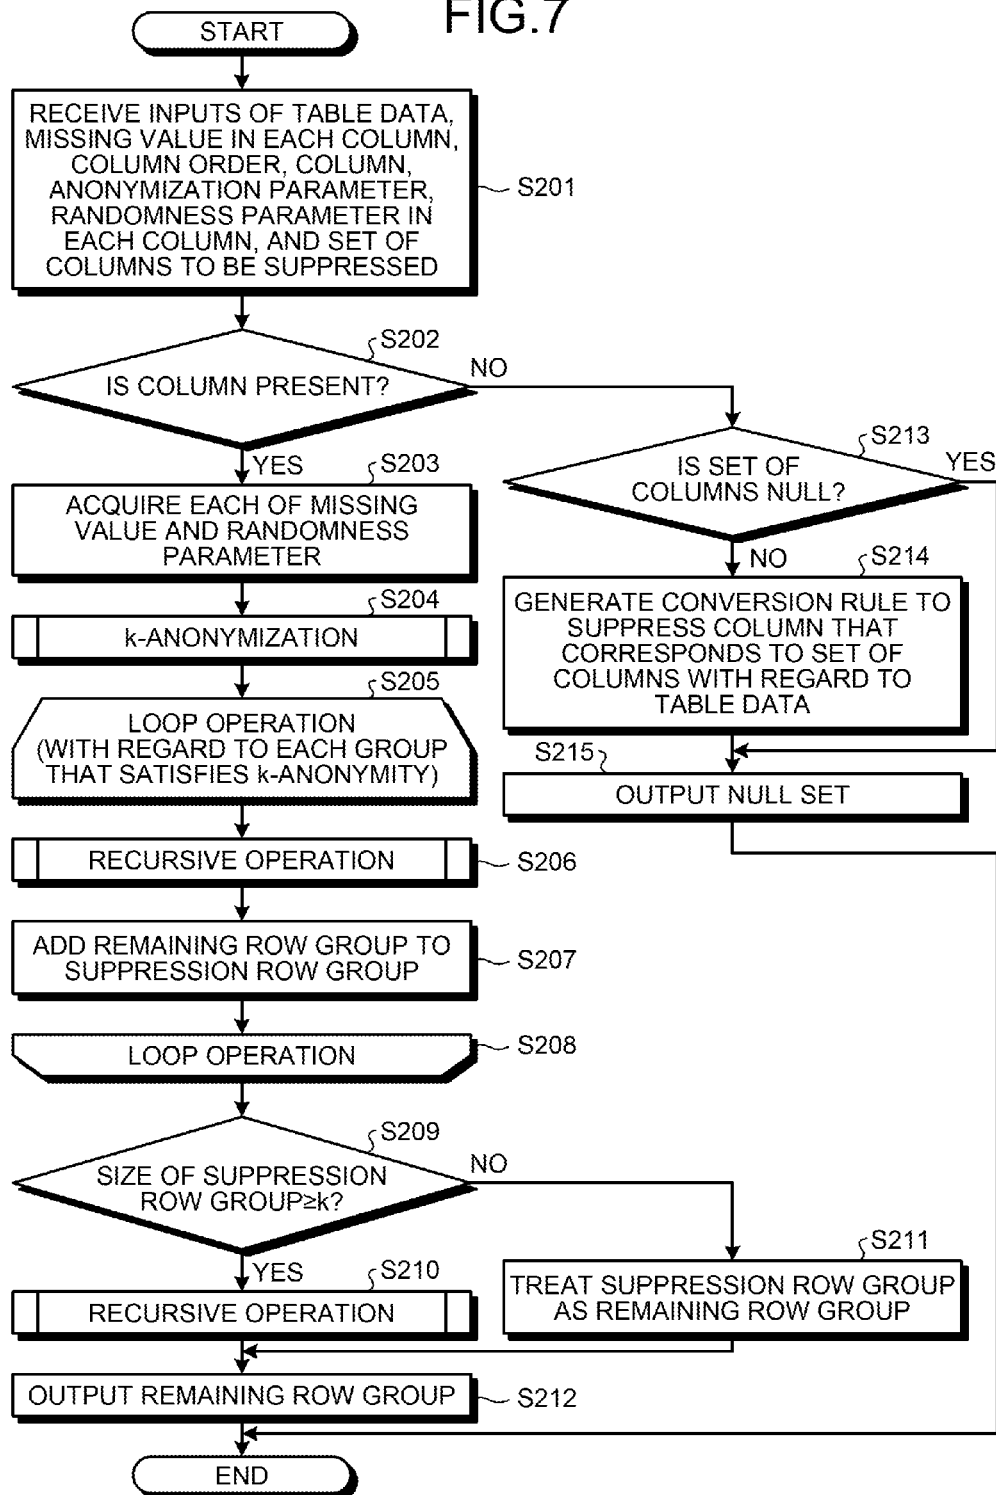 FIG.7
START
RECEIVE INPUTS OF TABLE DATA,
MISSING VALUE IN EACH COLUMN,
COLUMN ORDER, COLUMN,
ANONYMIZATION PARAMETER,
RANDOMNESS PARAMETER IN
EACH COLUMN, AND SET OF
COLUMNS TO BE SUPPRESSED
S201
S202
IS COLUMN PRESENT?
NO
YES
S203
ACQUIRE EACH OF MISSING
VALUE AND RANDOMNESS
PARAMETER
S204
k-ANONYMIZATION
S205
LOOP OPERATION
(WITH REGARD TO EACH GROUP
THAT SATISFIES k-ANONYMITY)
RECURSIVE OPERATION
S206
ADD REMAINING ROW GROUP TO
SUPPRESSION ROW GROUP
S207
LOOP OPERATION
S208
S209
SIZE OF SUPPRESSION
ROW GROUP≥k?
NO
YES
S210
RECURSIVE OPERATION
S211
TREAT SUPPRESSION ROW GROUP
AS REMAINING ROW GROUP
OUTPUT REMAINING ROW GROUP
S212
END
S213
IS SET OF
COLUMNS NULL?
YES
NO
S214
GENERATE CONVERSION RULE TO
SUPPRESS COLUMN THAT
CORRESPONDS TO SET OF
COLUMNS WITH REGARD TO
TABLE DATA
S215
OUTPUT NULL SET